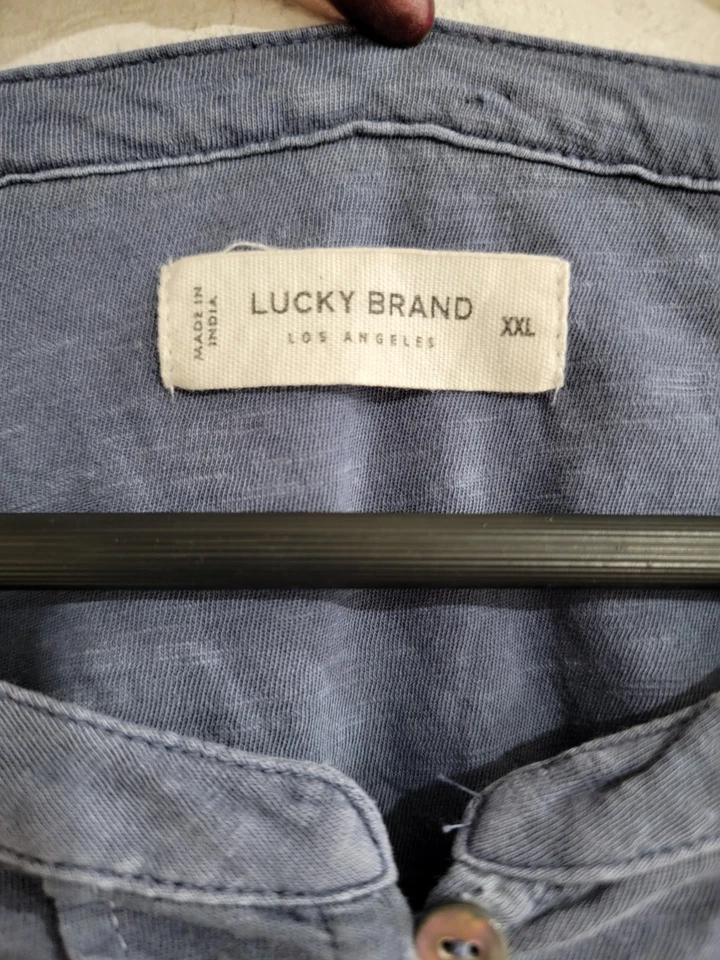 MADE IN
INDIA
LUCKY BRAND
LOS ANGELES
XXL